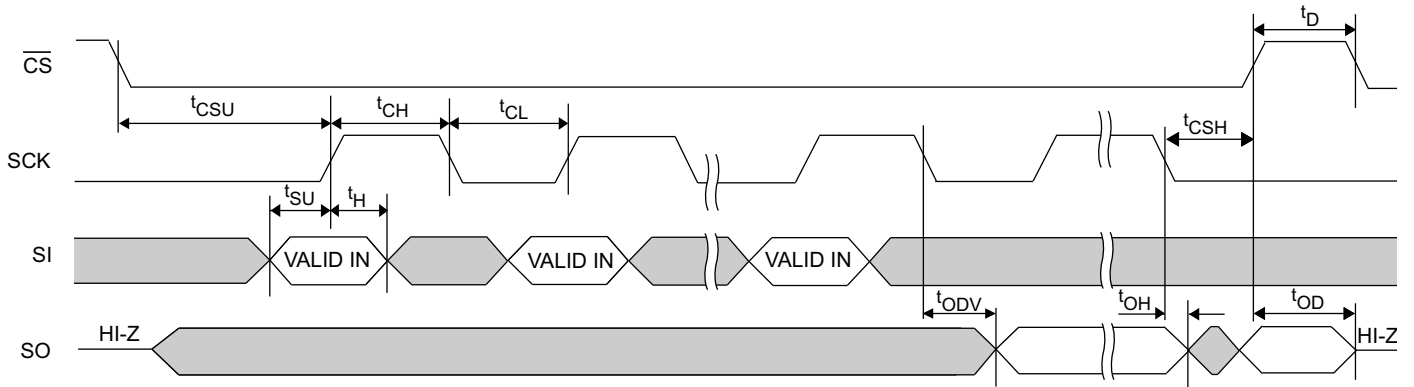 tD
CS
tCSU
tCH
tCL
tCSH
SCK
tSU
tH
SI
VALID IN
VALID IN
VALID IN
tODV
tOH
tOD
HI-Z
HI-Z
SO